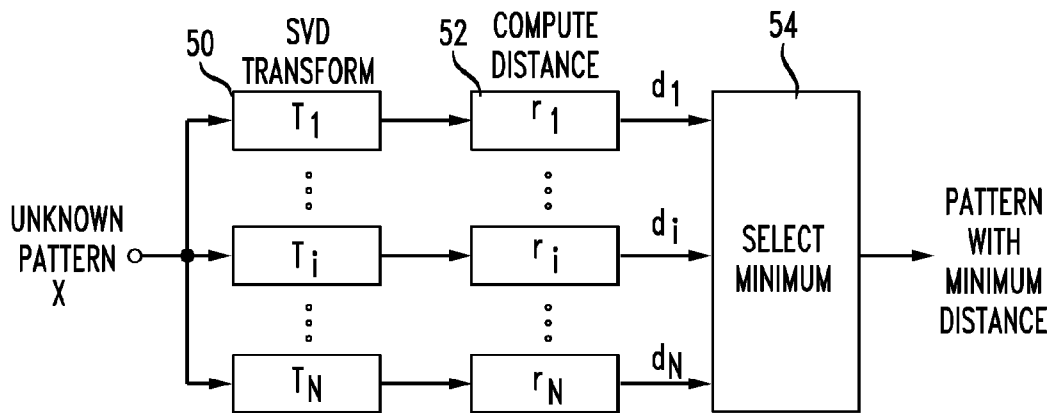 50
SVD
TRANSFORM
52
COMPUTE
DISTANCE
54
T1
r1
d1
UNKNOWN
PATTERN
X
Ti
ri
di
SELECT
MINIMUM
PATTERN
WITH
MINIMUM
DISTANCE
TN
rN
dN